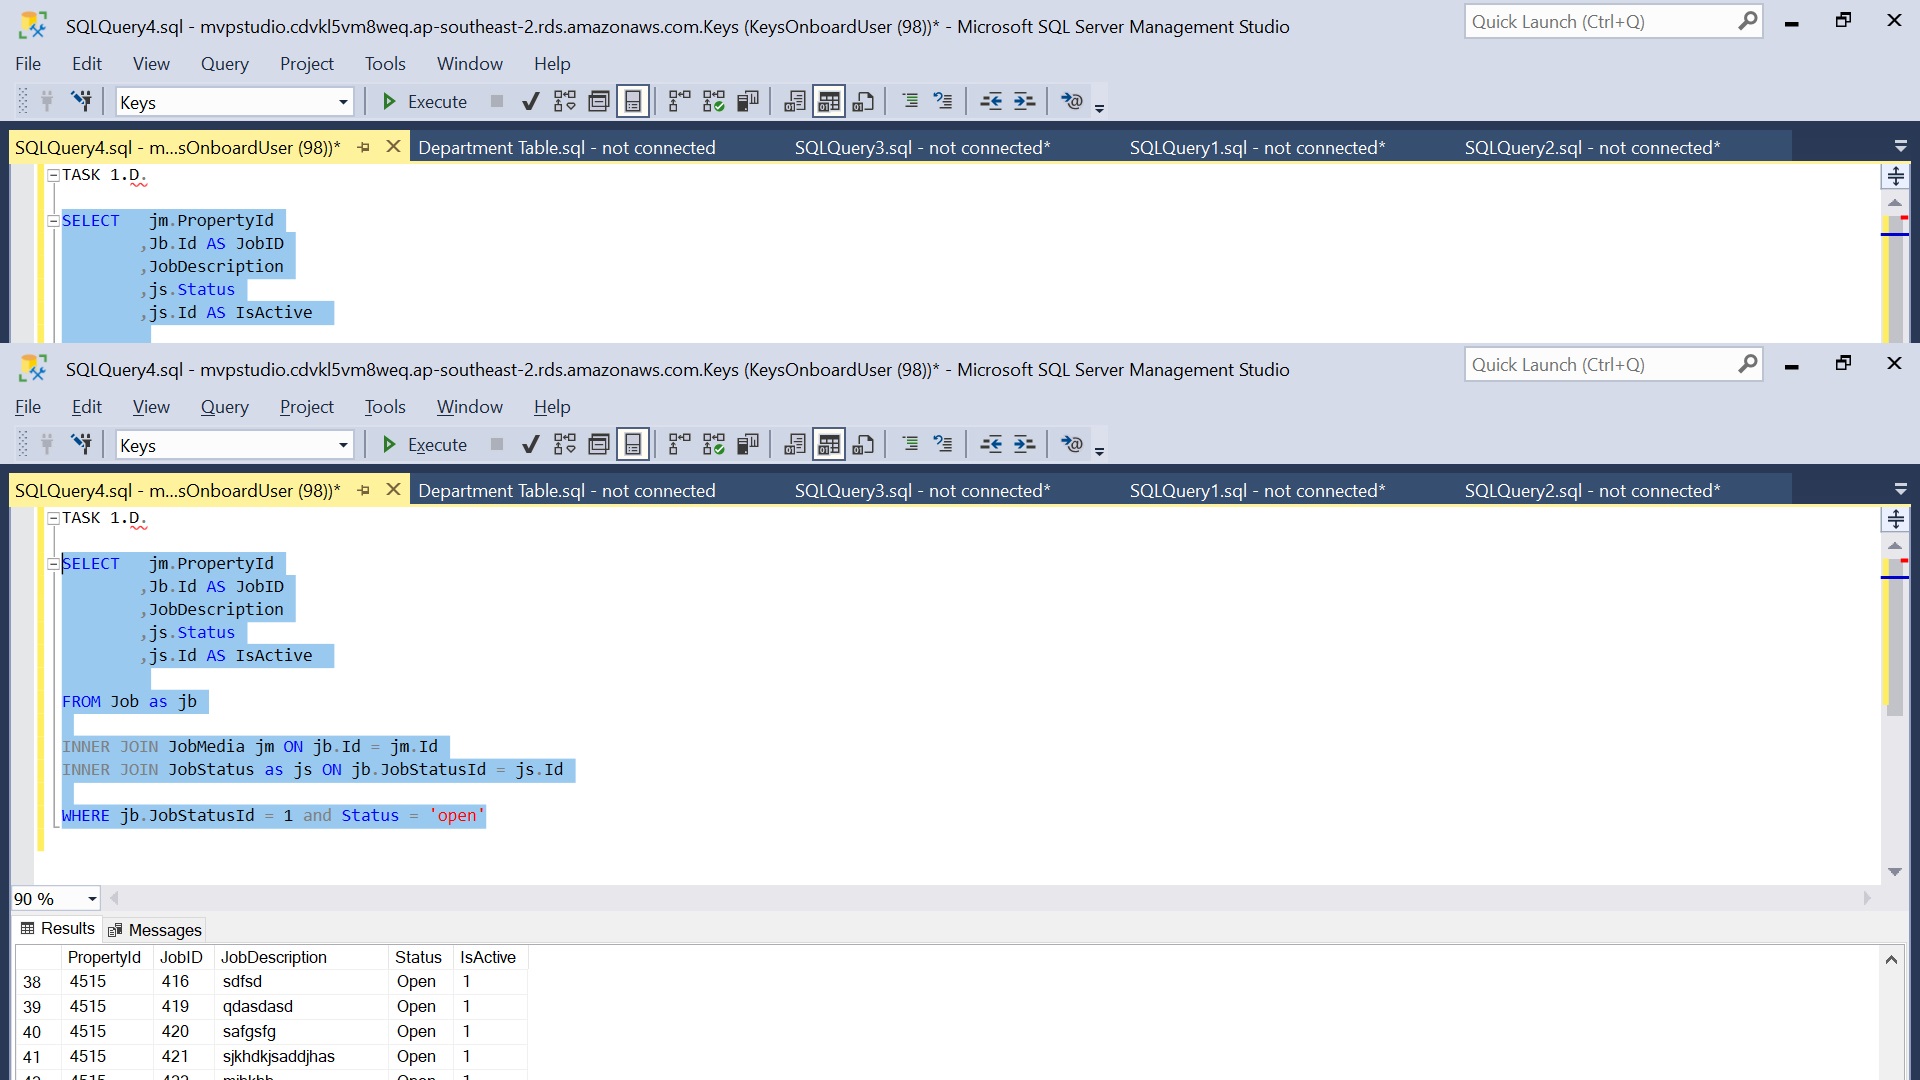 SQLQuery4.sql - mvpstudio.cdvkl5vm8weq.ap-southeast-2.rds.amazonaws.com.Keys (KeysOnboardUser (98))* - Microsoft SQL Server Management Studio
Quick Launch (Ctrl+Q)
File Edit View Query Project Tools Window Help
Keys Execute
SQLQuery4.sql - m...sOnboardUser (98))* Department Table.sql - not connected SQLQuery3.sql - not connected* SQLQuery1.sql - not connected* SQLQuery2.sql - not connected*
TASK 1.D.
SELECT jm.PropertyId
,Jb.Id AS JobID
,JobDescription
,js.Status
,js.Id AS IsActive
SQLQuery4.sql - mvpstudio.cdvkl5vm8weq.ap-southeast-2.rds.amazonaws.com.Keys (KeysOnboardUser (98))* - Microsoft SQL Server Management Studio
Quick Launch (Ctrl+Q)
File Edit View Query Project Tools Window Help
Keys Execute
SQLQuery4.sql - m...sOnboardUser (98))* Department Table.sql - not connected SQLQuery3.sql - not connected* SQLQuery1.sql - not connected* SQLQuery2.sql - not connected*
TASK 1.D.
SELECT jm.PropertyId
,Jb.Id AS JobID
,JobDescription
,js.Status
,js.Id AS IsActive
FROM Job as jb
INNER JOIN JobMedia jm ON jb.Id = jm.Id
INNER JOIN JobStatus as js ON jb.JobStatusId = js.Id
WHERE jb.JobStatusId = 1 and Status = 'open'
90 %
Results Messages
PropertyId JobID JobDescription Status IsActive
38 4515 416 sdfsd Open 1
39 4515 419 qdasdasd Open 1
40 4515 420 safgsfg Open 1
41 4515 421 sjkhdkjsaddjhas Open 1